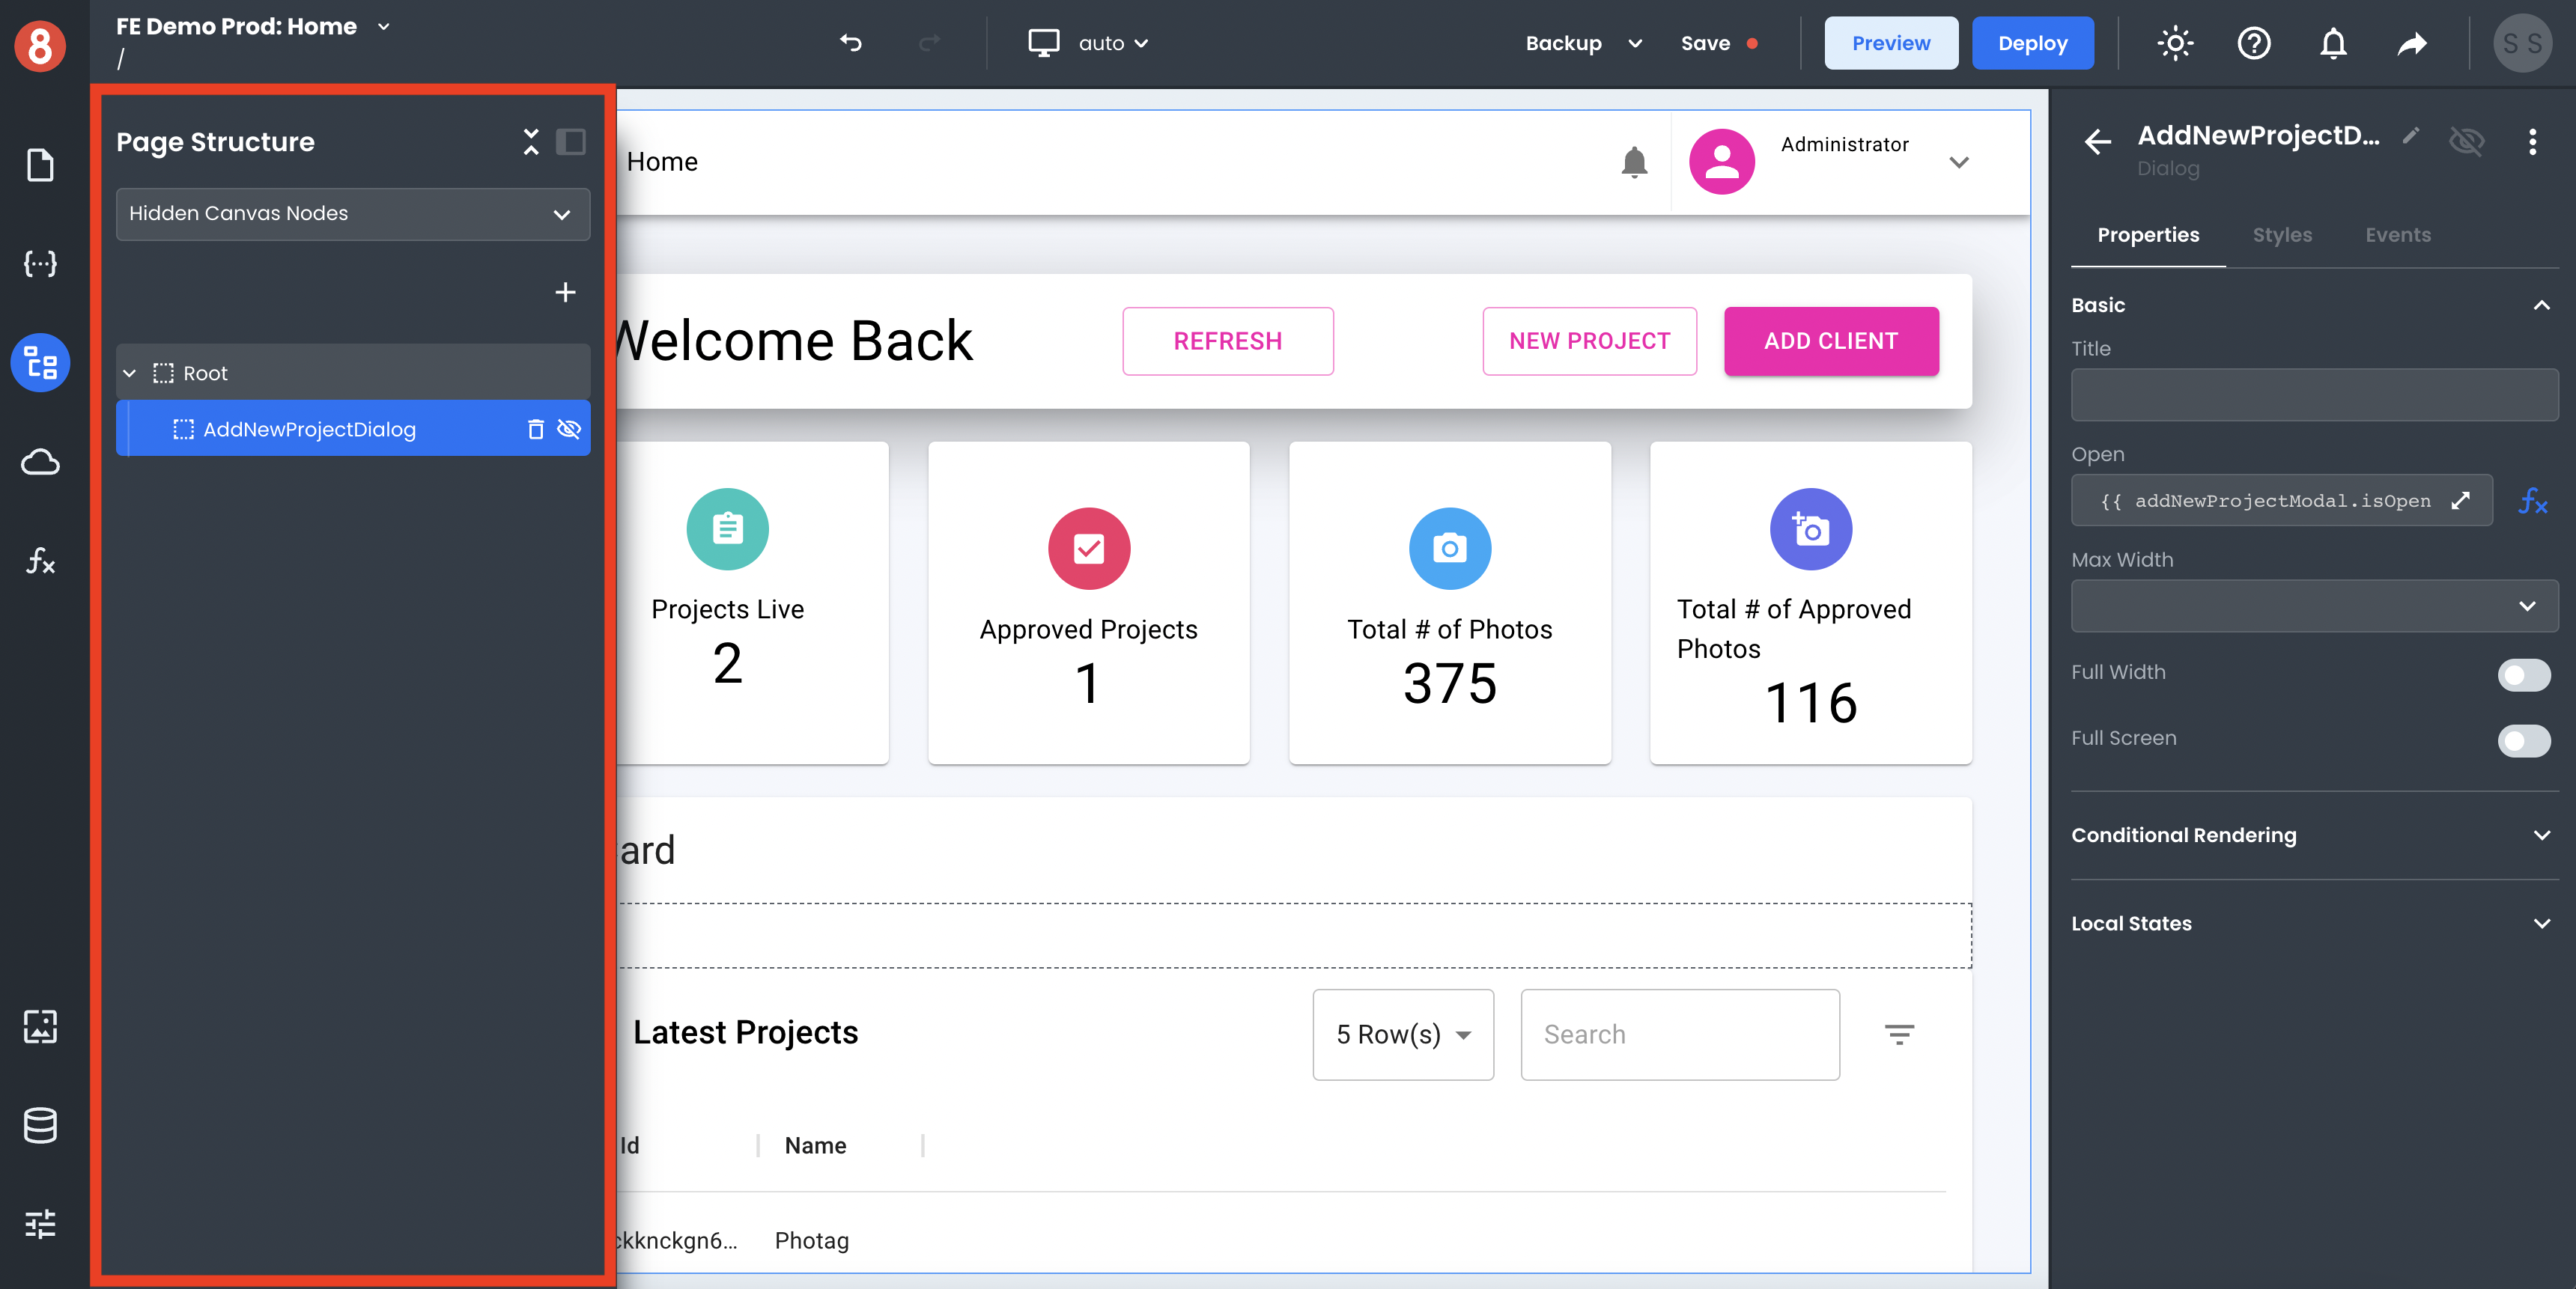 8
FE Demo Prod: Home
/
auto
Backup
Save
Preview
Deploy
S S
Page Structure
Hidden Canvas Nodes
Root
AddNewProjectDialog
Home
Administrator
Welcome Back
REFRESH
NEW PROJECT
ADD CLIENT
Projects Live
2
Approved Projects
1
Total # of Photos
375
Total # of Approved
Photos
116
ard
Latest Projects
5 Row(s)
Search
Id
Name
ckknckgn6...
Photag
AddNewProjectD...
Dialog
Properties
Styles
Events
Basic
Title
Open
{{ addNewProjectModal.isOpen
fx
Max Width
Full Width
Full Screen
Conditional Rendering
Local States